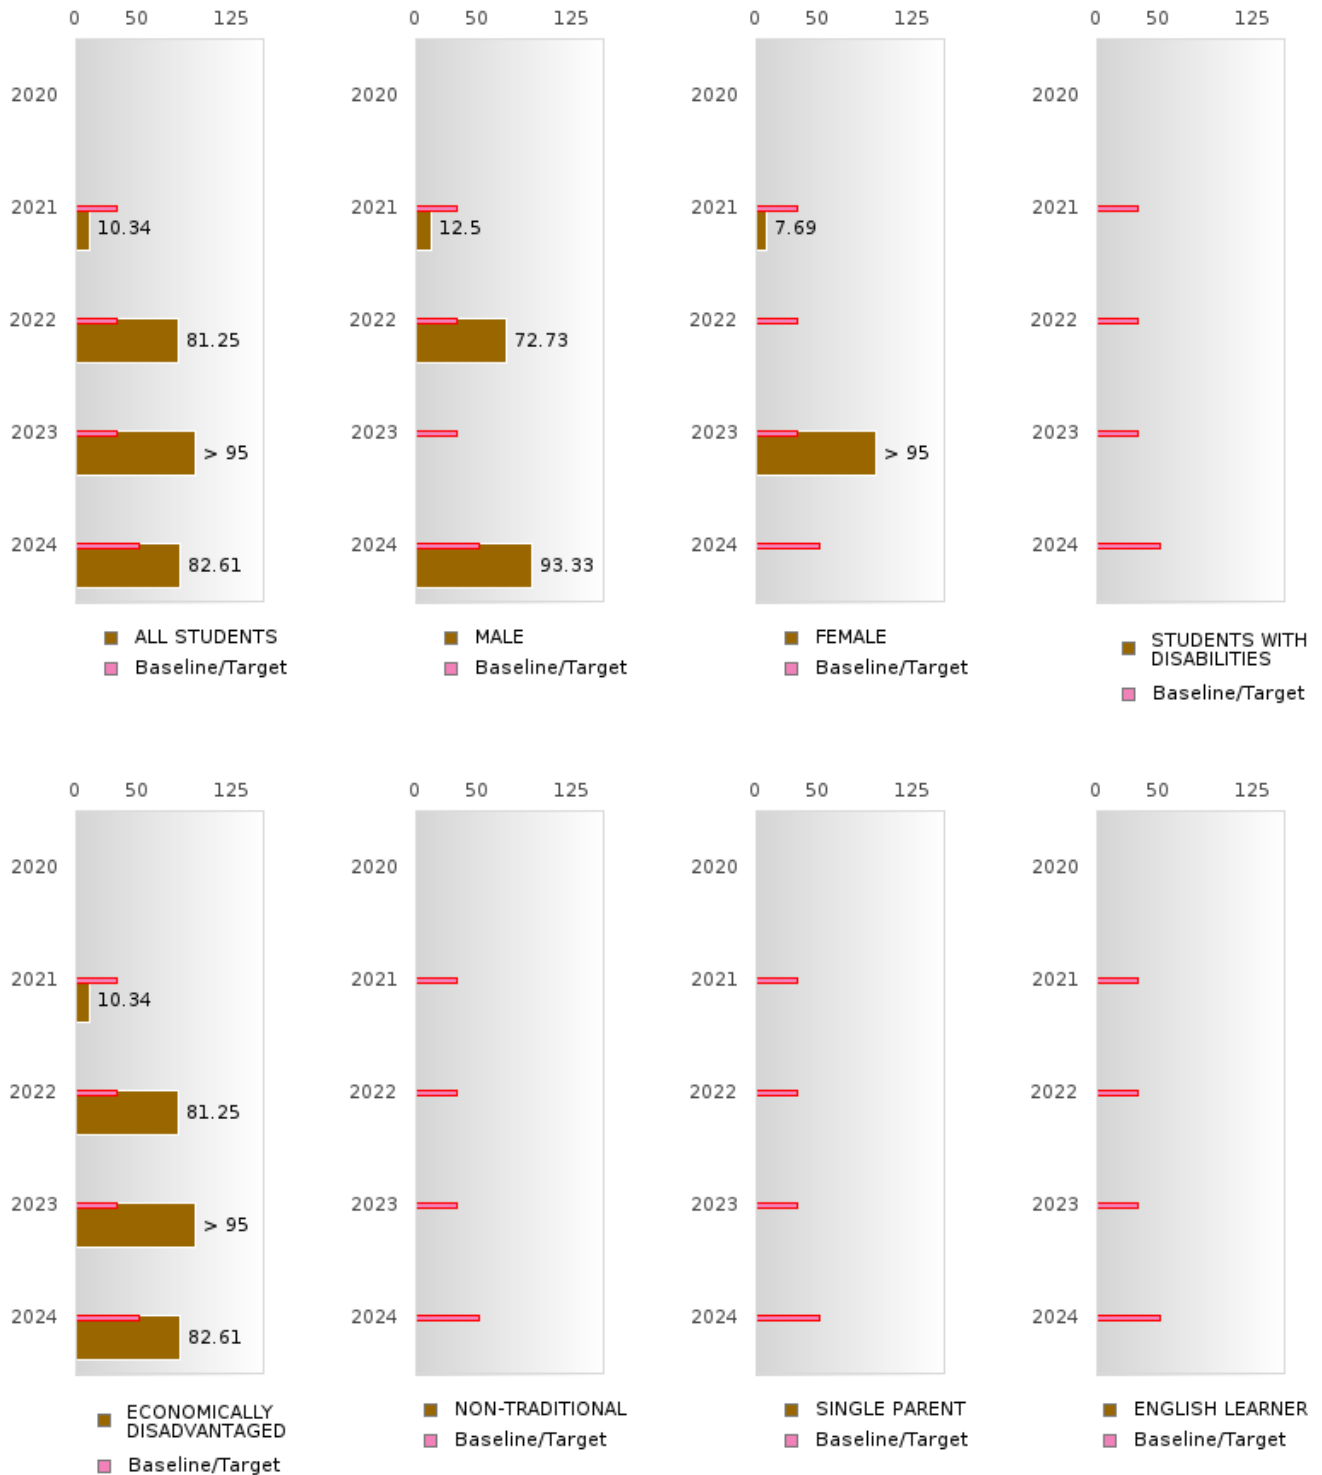 0 50 125
2020
2021
10.34
2022
81.25
2023
> 95
2024
82.61
ALL STUDENTS
Baseline/Target
0 50 125
2020
2021
12.5
2022
72.73
2023
2024
93.33
MALE
Baseline/Target
0 50 125
2020
2021
7.69
2022
2023
> 95
2024
FEMALE
Baseline/Target
0 50 125
2020
2021
2022
2023
2024
STUDENTS WITH
DISABILITIES
Baseline/Target
0 50 125
2020
2021
10.34
2022
81.25
2023
> 95
2024
82.61
ECONOMICALLY
DISADVANTAGED
Baseline/Target
0 50 125
2020
2021
2022
2023
2024
NON-TRADITIONAL
Baseline/Target
0 50 125
2020
2021
2022
2023
2024
SINGLE PARENT
Baseline/Target
0 50 125
2020
2021
2022
2023
2024
ENGLISH LEARNER
Baseline/Target